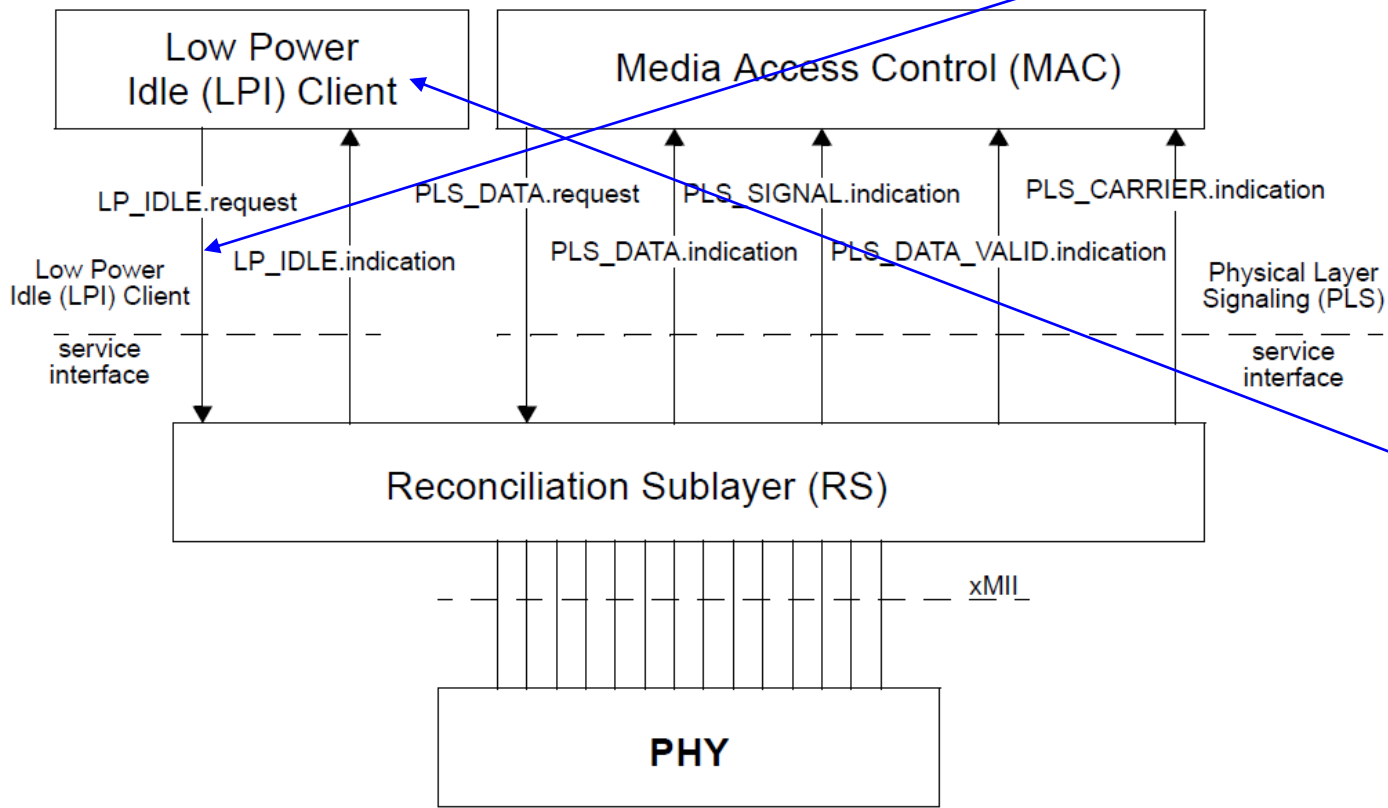 Low Power
Idle (LPI) Client
Media Access Control (MAC)
LP_IDLE.request
PLS_DATA.request
PLS_SIGNAL.indication
PLS_CARRIER.indication
LP_IDLE.indication
PLS_DATA.indication
PLS_DATA_VALID.indication
Low Power
Idle (LPI) Client
Physical Layer
Signaling (PLS)
service
interface
service
interface
Reconciliation Sublayer (RS)
xMII
PHY